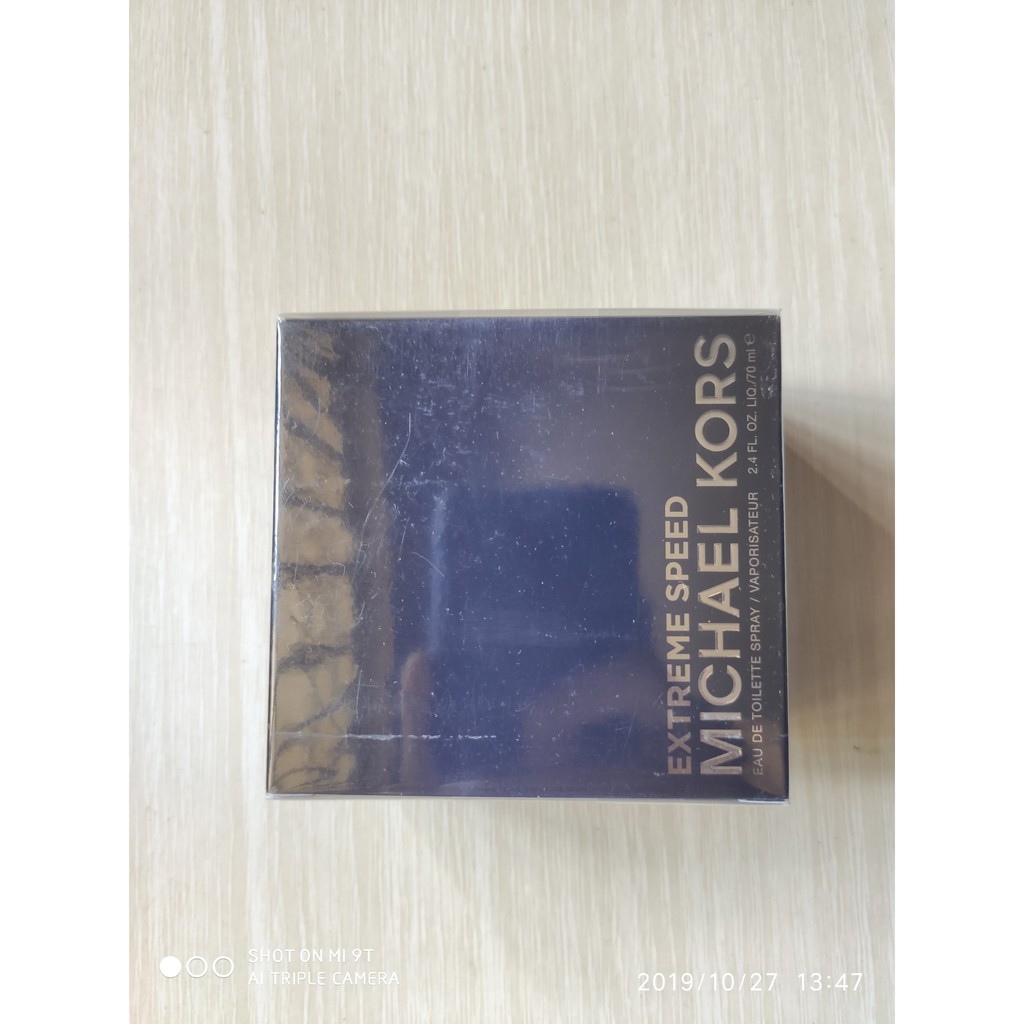 EXTREME SPEED
MICHAEL KORS
EAU DE TOILETTE SPRAY / VAPORISATEUR 2.4 FL. OZ. LIQ./70 ml ℮
SHOT ON MI 9T
AI TRIPLE CAMERA
2019/10/27 13:47